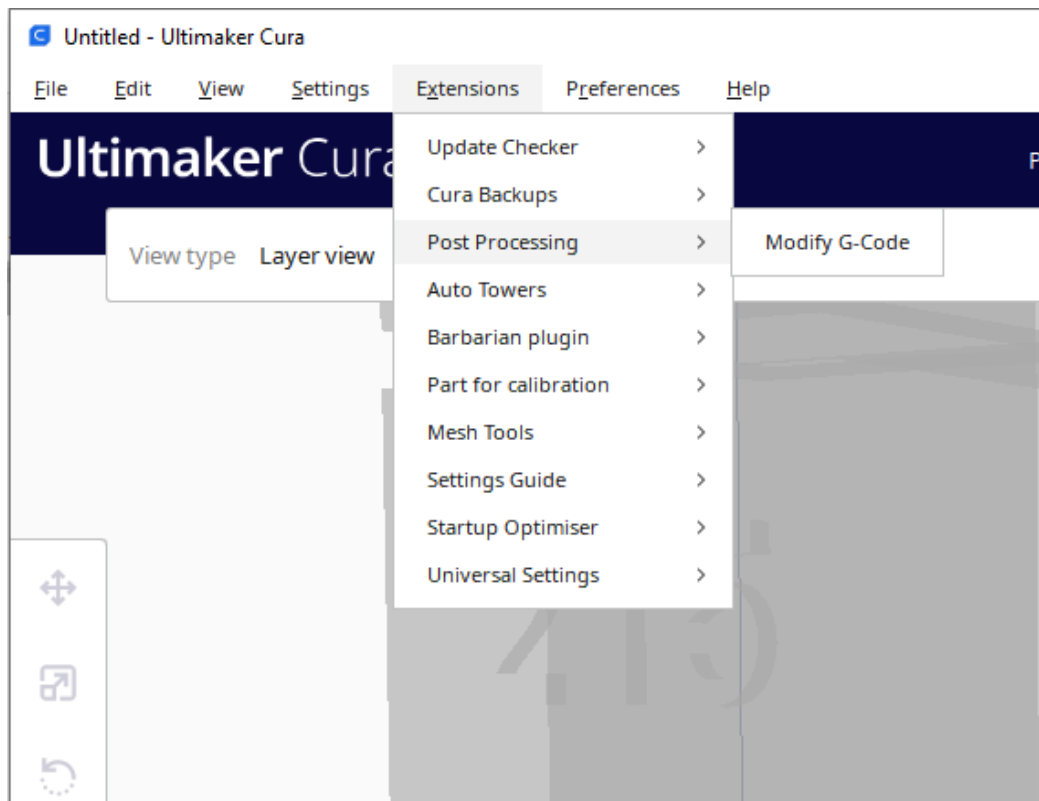 Untitled - Ultimaker Cura
File Edit View Settings Extensions Preferences Help
Ultimaker Cura
P
View type Layer view
Update Checker
Cura Backups
Post Processing
Modify G-Code
Auto Towers
Barbarian plugin
Part for calibration
Mesh Tools
Settings Guide
Startup Optimiser
Universal Settings